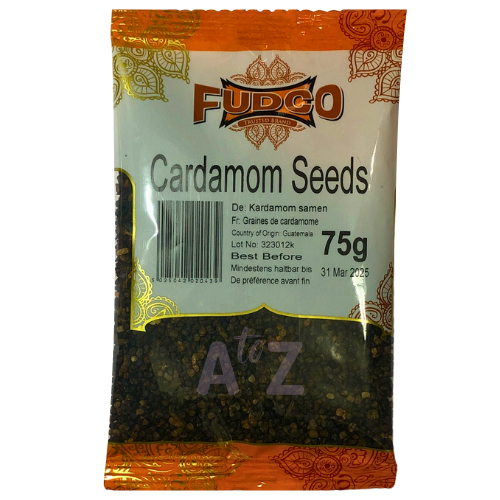 FUDCO
TRUSTED BRAND
Cardamom Seeds
De: Kardamom samen
Fr. Graines de cardamome
Country of Origin: Guatemala
Lot No: 323012k
75g
Best Before
Mindestens haltbar bis
31 Mar 2025
De préférence avant fin
A to Z